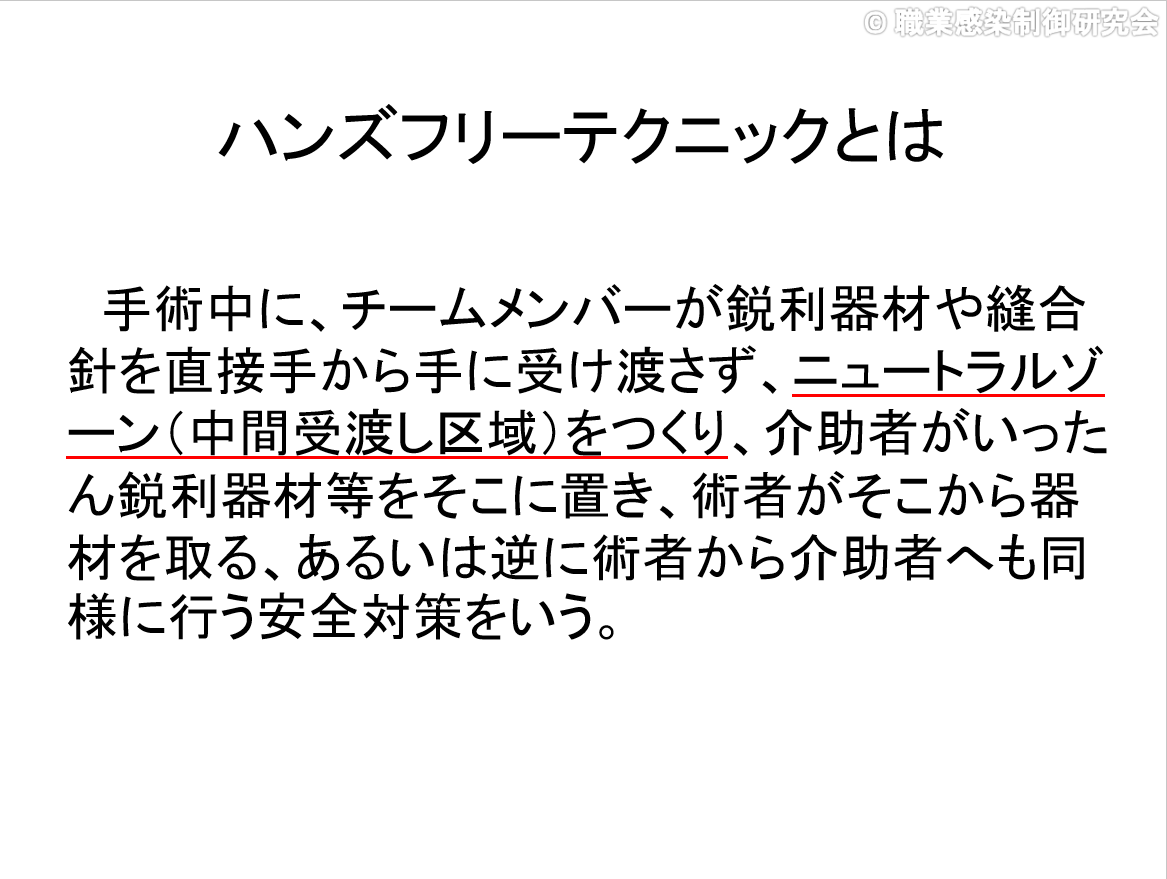 © 職業感染制御研究会
ハンズフリーテクニックとは
手術中に、チームメンバーが鋭利器材や縫合
針を直接手から手に受け渡さず、ニュートラルゾ
ーン（中間受渡し区域）をつくり、介助者がいった
ん鋭利器材等をそこに置き、術者がそこから器
材を取る、あるいは逆に術者から介助者へも同
様に行う安全対策をいう。